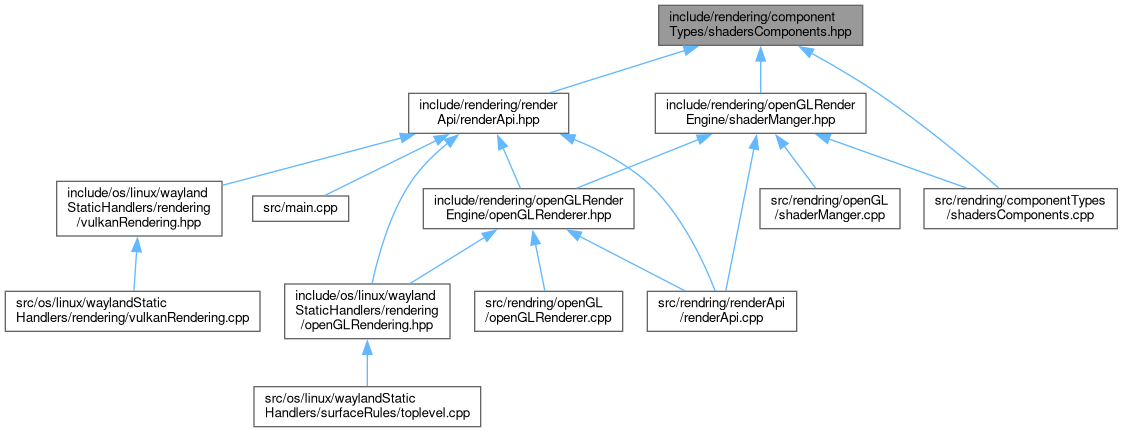 include/rendering/component
Types/shadersComponents.hpp
include/rendering/render
Api/renderApi.hpp
include/rendering/openGLRender
Engine/shaderManger.hpp
include/os/linux/wayland
StaticHandlers/rendering
/vulkanRendering.hpp
src/main.cpp
include/rendering/openGLRender
Engine/openGLRenderer.hpp
src/rendring/openGL
/shaderManger.cpp
src/rendring/componentTypes
/shadersComponents.cpp
src/os/linux/waylandStatic
Handlers/rendering/vulkanRendering.cpp
include/os/linux/wayland
StaticHandlers/rendering
/openGLRendering.hpp
src/rendring/openGL
/openGLRenderer.cpp
src/rendring/renderApi
/renderApi.cpp
src/os/linux/waylandStatic
Handlers/surfaceRules/toplevel.cpp